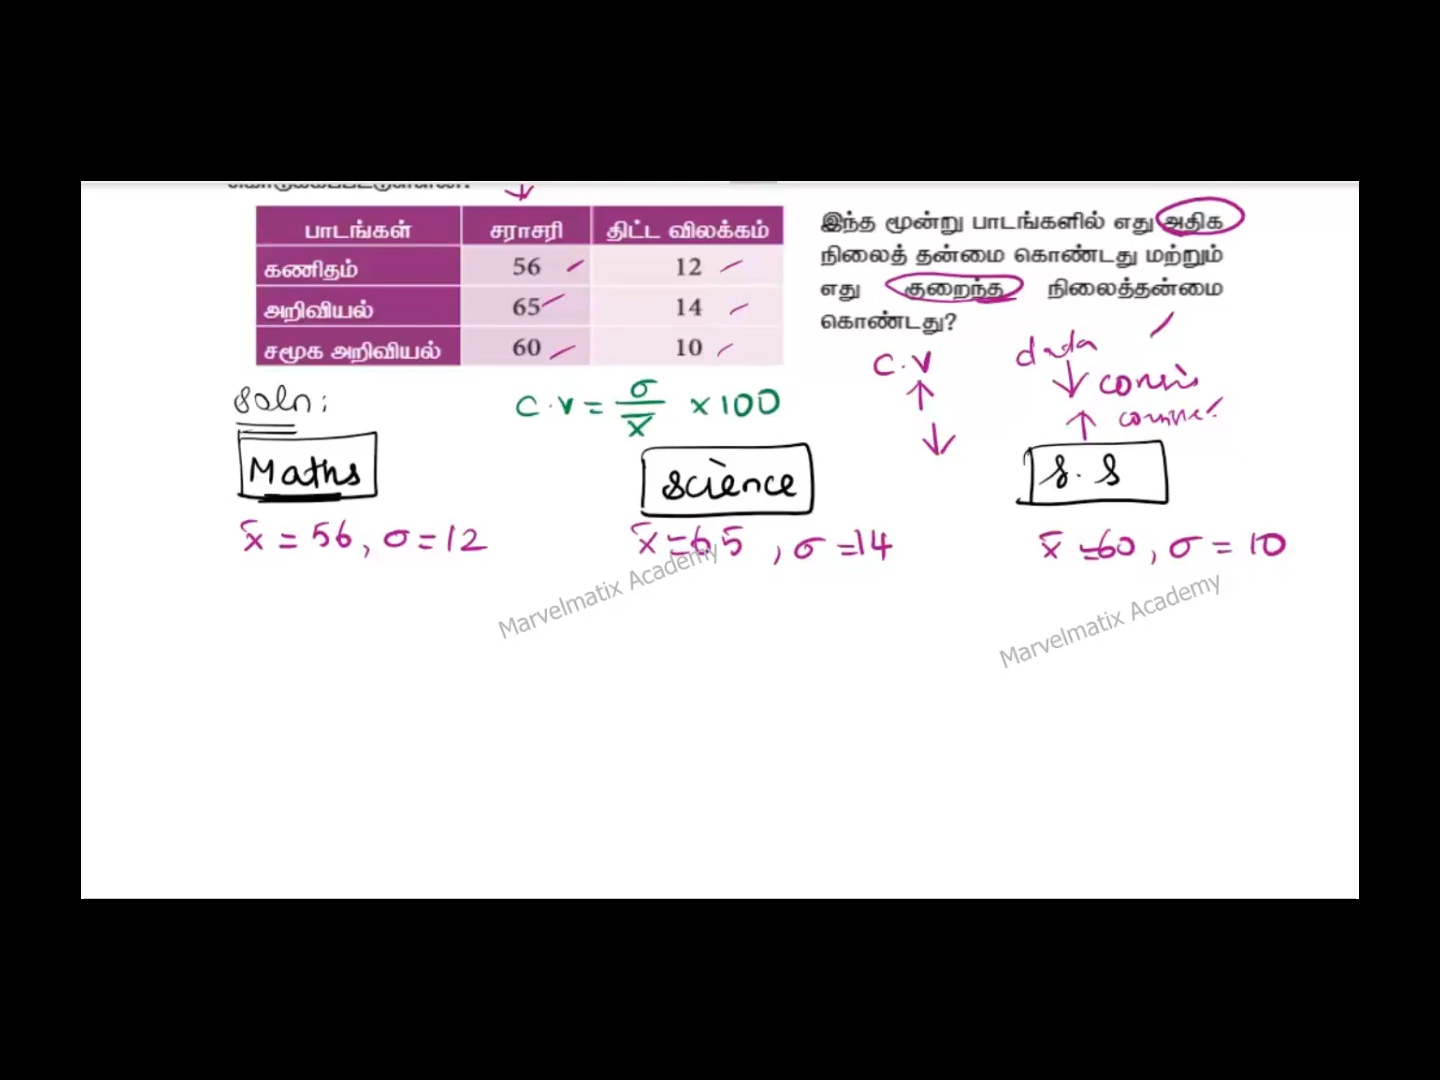 பாடங்கள் சராசரி திட்ட விலக்கம்
கணிதம் 56 12
அறிவியல் 65 14
சமூக அறிவியல் 60 10
இந்த மூன்று பாடங்களில் எது அதிக
நிலைத் தன்மை கொண்டது மற்றும்
எது குறைந்த நிலைத்தன்மை
கொண்டது?
C.V
data
Soln:
C.V = σ/x̄ × 100
Maths
Science
S.S
x̄ = 56, σ = 12
x̄ = 65, σ = 14
x̄ = 60, σ = 10
Marvelmatix Academy
Marvelmatix Academy